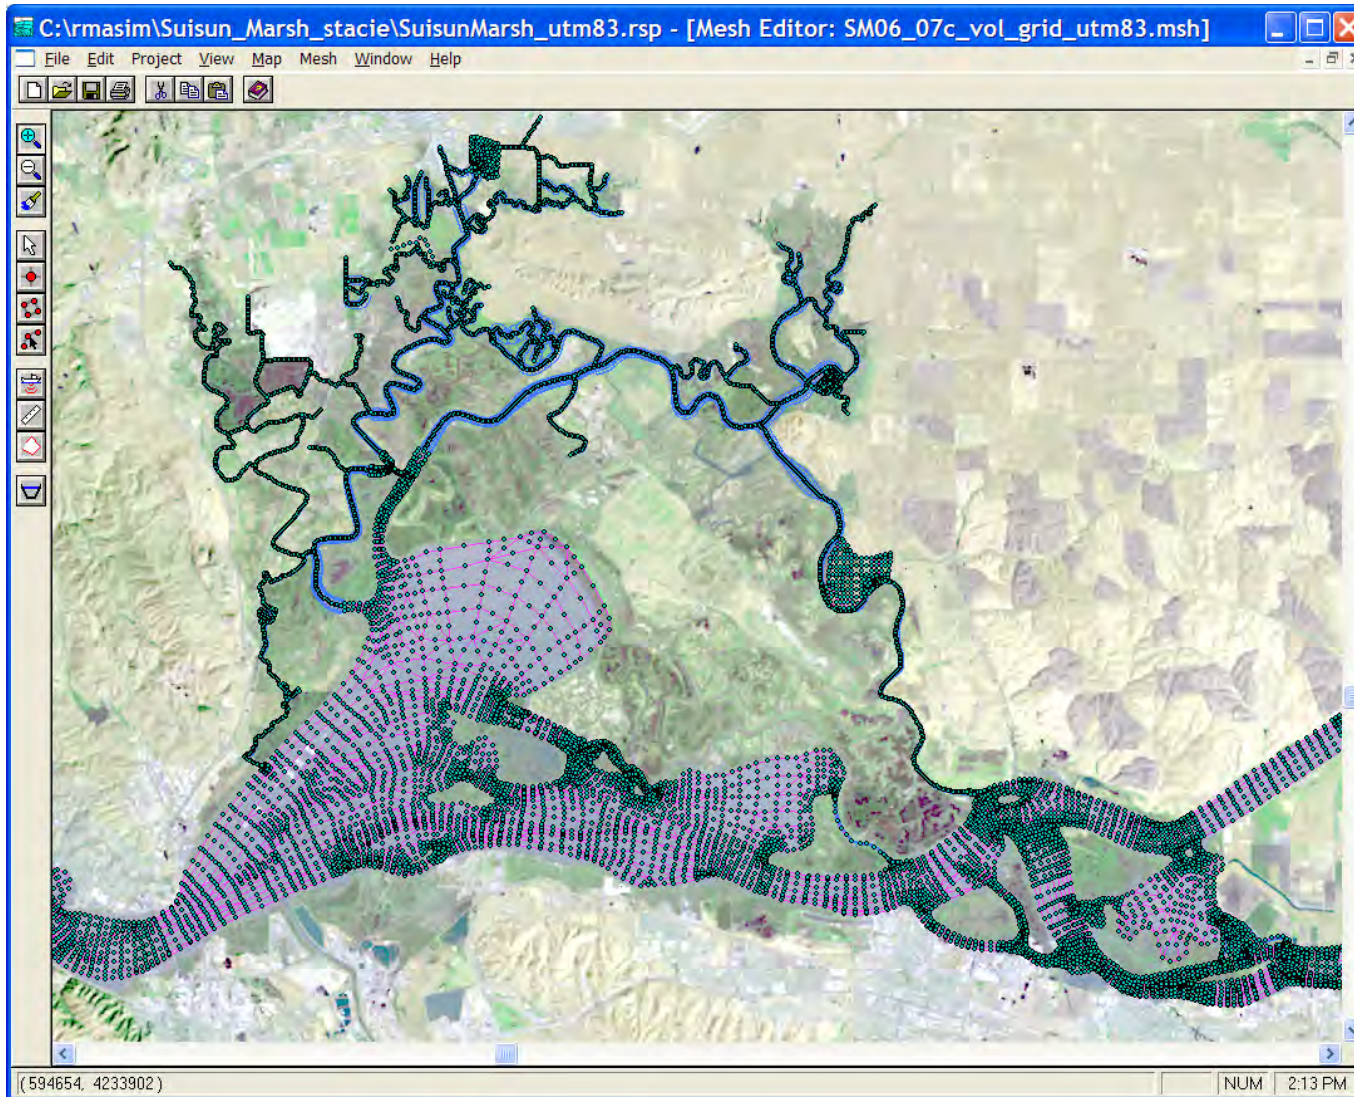 C:\rmasim\Suisun_Marsh_stacie\SuisunMarsh_utm83.rsp - [Mesh Editor: SM06_07c_vol_grid_utm83.msh]
File Edit Project View Map Mesh Window Help
(594654, 4233902)
NUM
2:13 PM